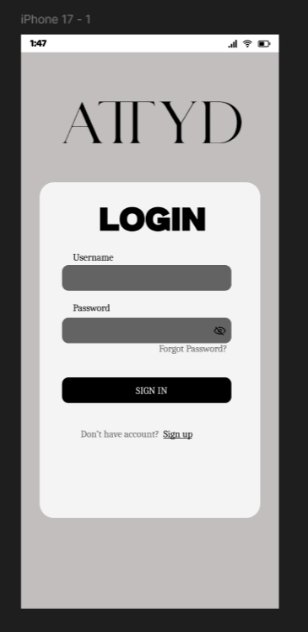 iPhone 17 - 1
1:47
ATTYD
LOGIN
Username
Password
Forgot Password?
SIGN IN
Don't have account? Sign up